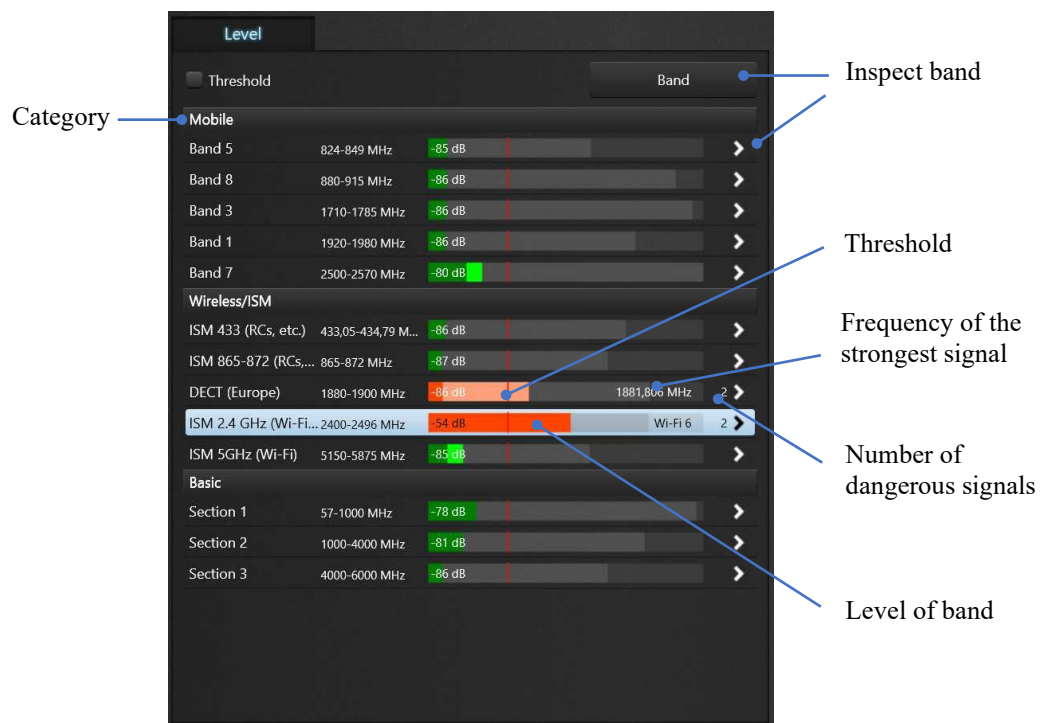 Level
Threshold Band
Inspect band
Category
Mobile
Band 5 824-849 MHz -85 dB
Band 8 880-915 MHz -86 dB
Band 3 1710-1785 MHz -86 dB
Band 1 1920-1980 MHz -86 dB
Threshold
Band 7 2500-2570 MHz -80 dB
Wireless/ISM
ISM 433 (RCs, etc.) 433,05-434,79 M... -86 dB
Frequency of the
strongest signal
ISM 865-872 (RCs,... 865-872 MHz -87 dB
DECT (Europe) 1880-1900 MHz -86 dB 1881,806 MHz 2
ISM 2.4 GHz (Wi-Fi... 2400-2496 MHz -54 dB Wi-Fi 6 2
ISM 5GHz (Wi-Fi) 5150-5875 MHz -85 dB
Number of
dangerous signals
Basic
Section 1 57-1000 MHz -78 dB
Section 2 1000-4000 MHz -81 dB
Section 3 4000-6000 MHz -86 dB
Level of band